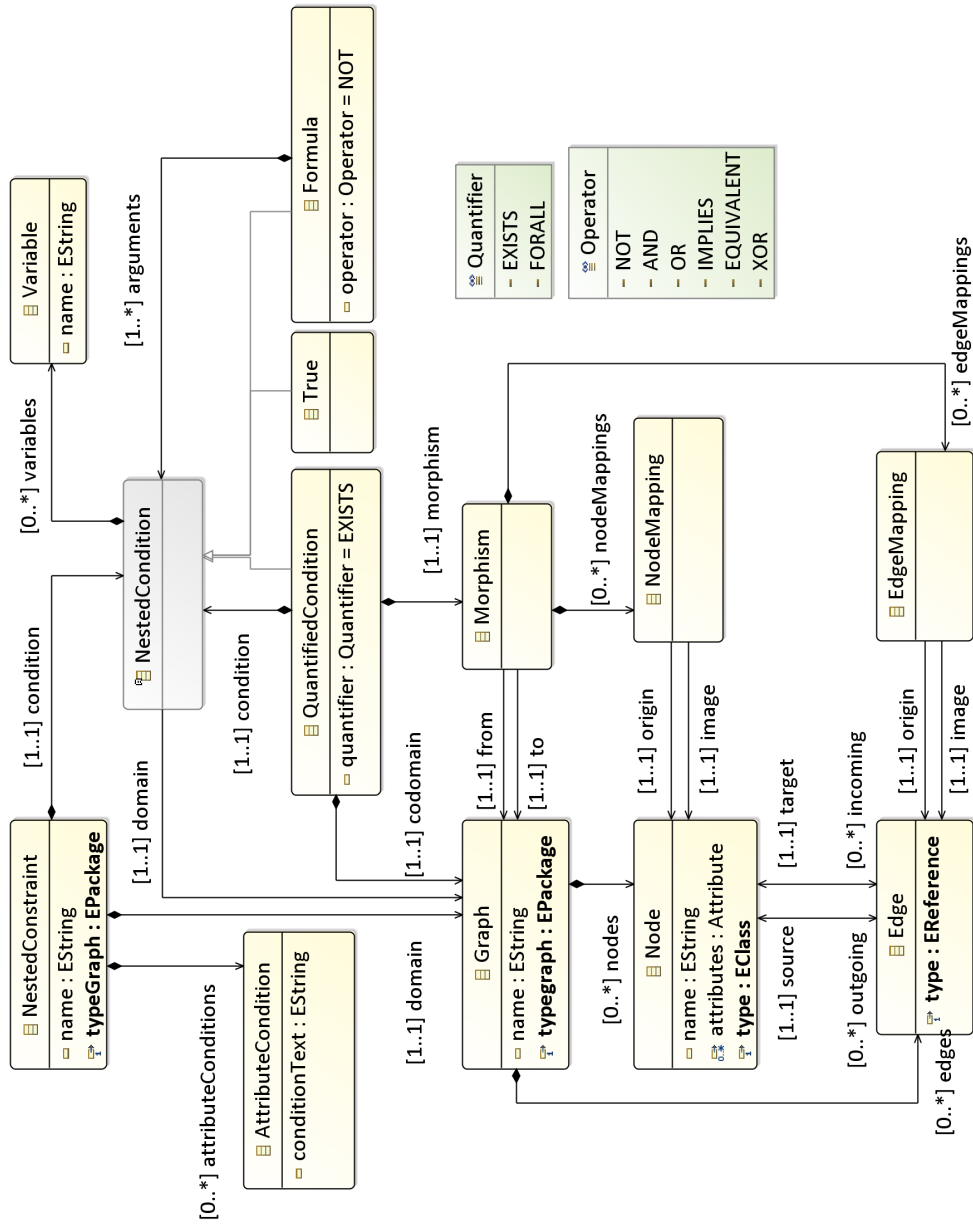 NestedConstraint
name : EString
typeGraph : EPackage
[1..1] condition
[0..*] variables
Variable
name : EString
[0..*] attributeConditions
AttributeCondition
conditionText : EString
[1..1] domain
NestedCondition
[1..*] arguments
[1..1] condition
QuantifiedCondition
quantifier : Quantifier = EXISTS
True
Formula
operator : Operator = NOT
[1..1] domain
[1..1] codomain
[1..1] morphism
Graph
name : EString
typegraph : EPackage
[1..1] from
[1..1] to
Morphism
Quantifier
EXISTS
FORALL
[0..*] nodes
[0..*] nodeMappings
Operator
NOT
AND
OR
IMPLIES
EQUIVALENT
XOR
Node
name : EString
0..* attributes : Attribute
1 type : EClass
[1..1] origin
[1..1] image
NodeMapping
[1..1] source
[1..1] target
[0..*] outgoing
[0..*] incoming
Edge
1 type : EReference
[1..1] origin
[1..1] image
EdgeMapping
[0..*] edges
[0..*] edgeMappings